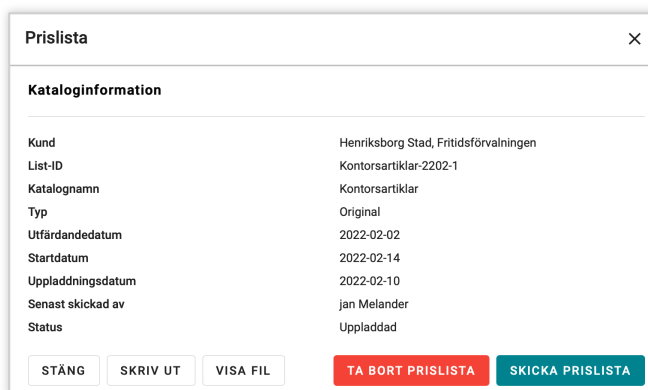 Prislista
Kataloginformation
Kund Henriksborg Stad, Fritidsförvalningen
List-ID Kontorsartiklar-2202-1
Katalognamn Kontorsartiklar
Typ Original
Utfärdandedatum 2022-02-02
Startdatum 2022-02-14
Uppladdningsdatum 2022-02-10
Senast skickad av jan Melander
Status Uppladdad
STÄNG SKRIV UT VISA FIL TA BORT PRISLISTA SKICKA PRISLISTA